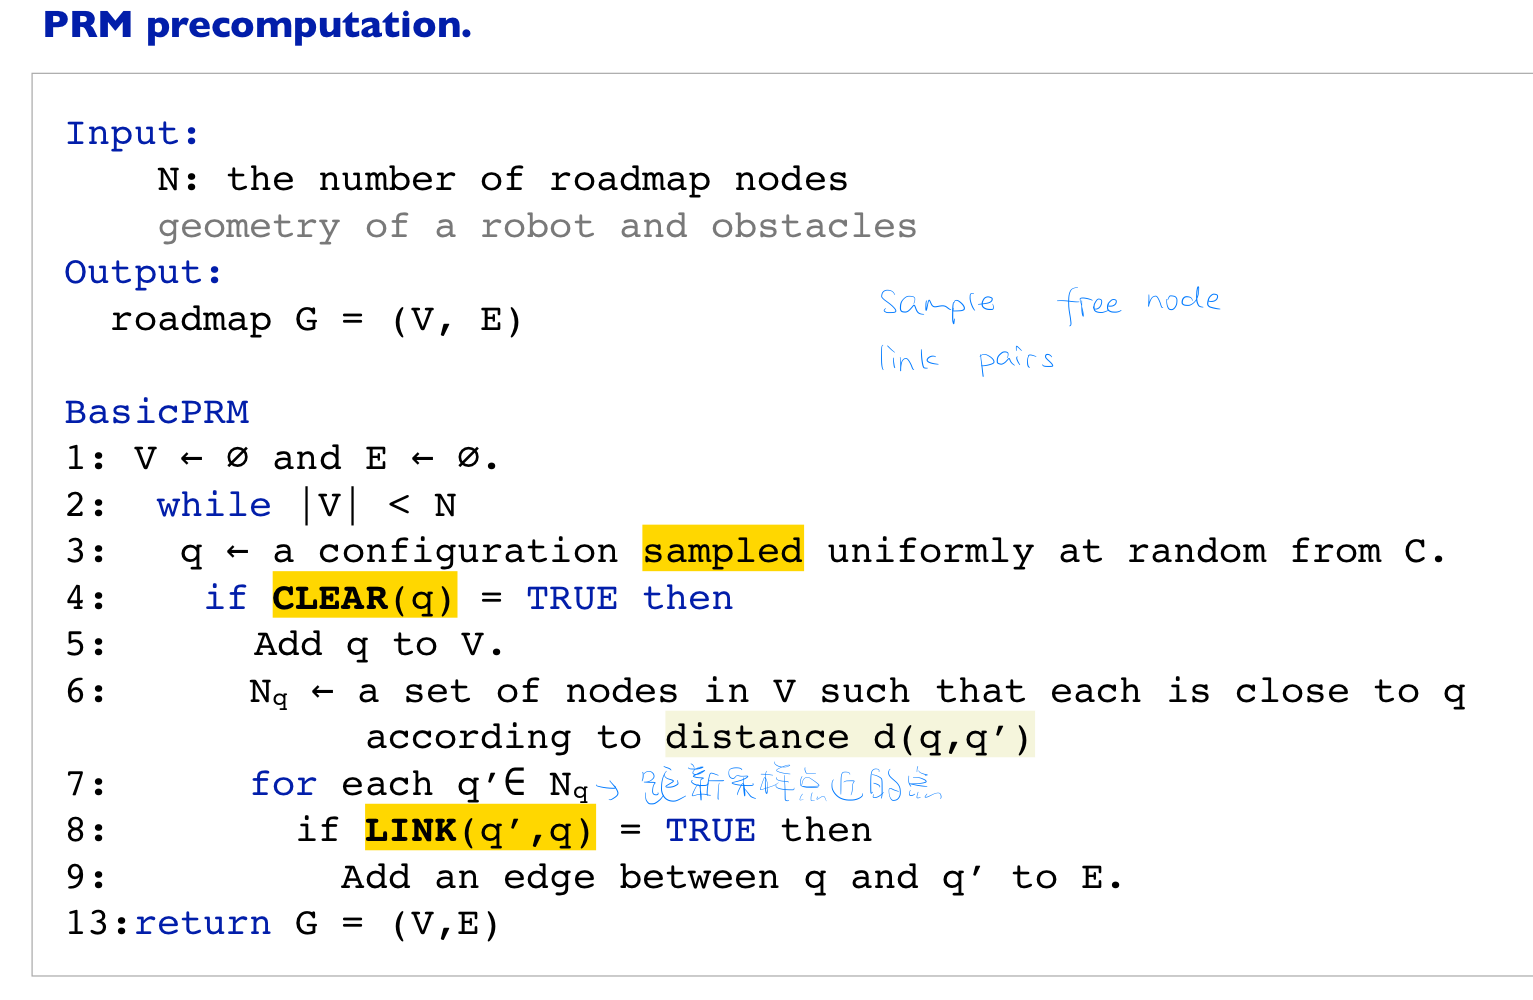 PRM precomputation.
Input:
N: the number of roadmap nodes
geometry of a robot and obstacles
Output:
roadmap G = (V, E)
Sample free node
link pairs
BasicPRM
1: V ← ∅ and E ← ∅.
2: while |V| < N
3: q ← a configuration sampled uniformly at random from C.
4: if CLEAR(q) = TRUE then
5: Add q to V.
6: Nq ← a set of nodes in V such that each is close to q
according to distance d(q,q′)
7: for each q′∈ Nq → 跟新采样点近的点
8: if LINK(q′,q) = TRUE then
9: Add an edge between q and q′ to E.
13:return G = (V,E)